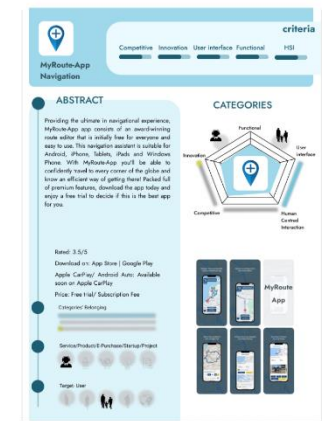 criteria
Competitive Innovation User Interface Functional HSI
MyRoute-App
Navigation
ABSTRACT
Providing the ultimate in navigational experience,
MyRoute-App app consists of an awardwinning
route editor that is initially free for everyone and
easy to use. This navigation assistant is suitable for
Android, iPhone, Tablets, iPads and Windows
Phone. With MyRoute-App you'll be able to
confidently travel to every corner of the globe and
know an efficient way of getting there! Packed full
of premium features, download the app today and
enjoy a free trial to decide if this is the best app
for you.
Rated: 3.5/5
Download on: App Store | Google Play
Apple CarPlay/ Android Auto: Available
soon on Apple CarPlay
Price: Free trial/ Subscription Fee
Categories Belonging
Service/Product/E-Purchase/Startup/Project
Target- User
CATEGORIES
Functional
Innovation
User
Interface
Competitive
Human
Control
Interaction
MyRoute
App